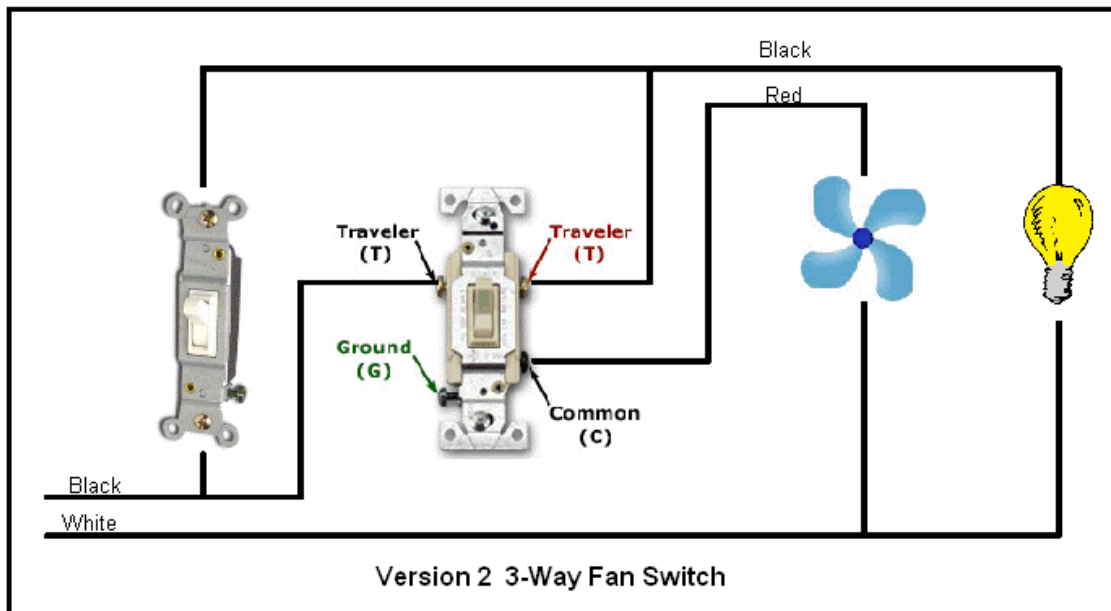 Black
Red
Traveler
(T)
Traveler
(T)
Ground
(G)
Common
(C)
Black
White
Version 2 3-Way Fan Switch